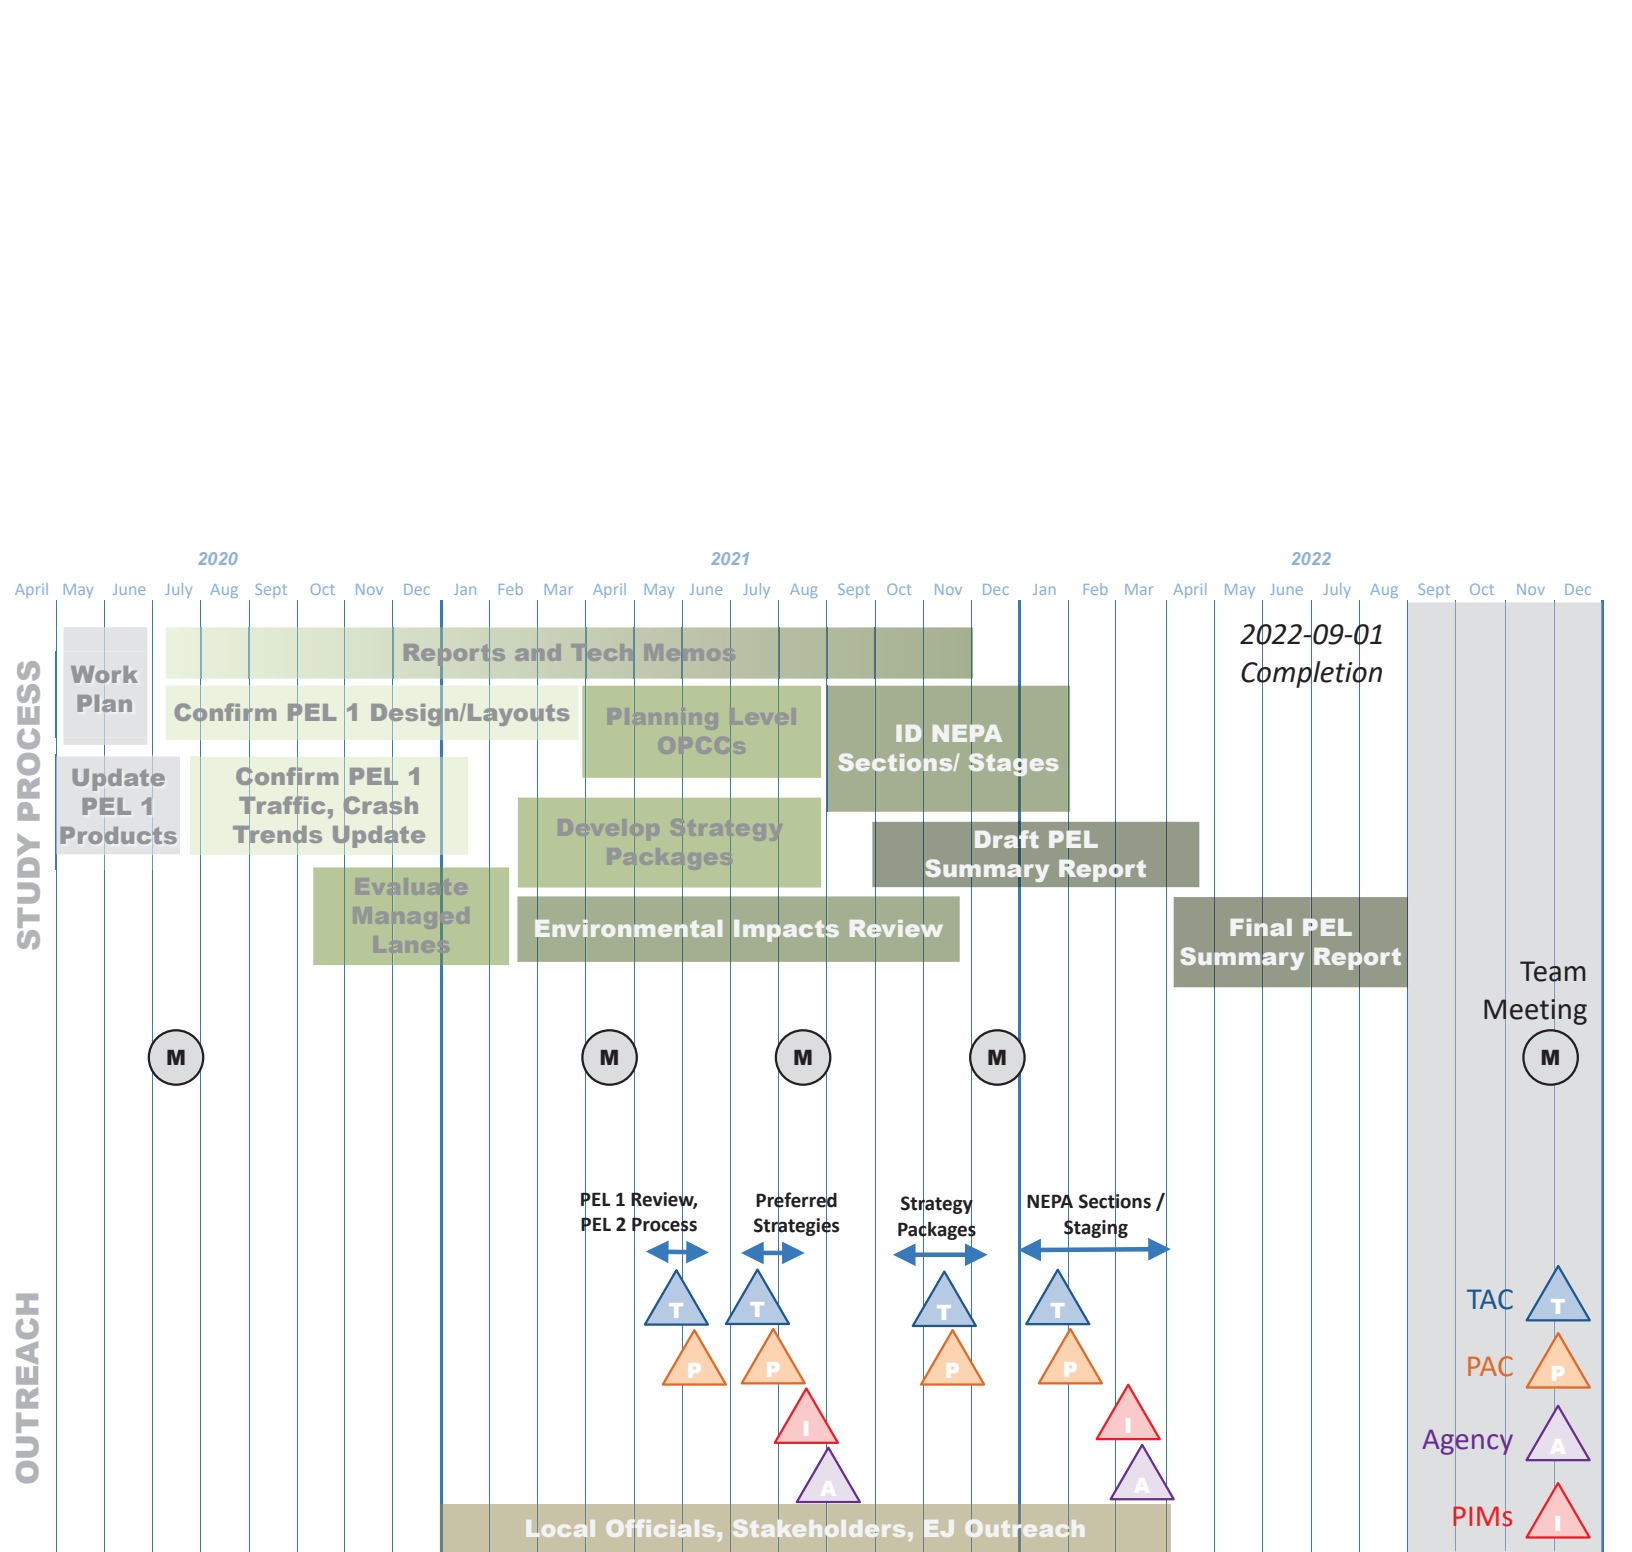 2020 2021 2022
April May June July Aug Sept Oct Nov Dec Jan Feb Mar April May June July Aug Sept Oct Nov Dec Jan Feb Mar April May June July Aug Sept Oct Nov Dec
STUDY PROCESS
Work
Plan
Reports and Tech Memos
2022-09-01
Completion
Confirm PEL 1 Design/Layouts
Planning Level
OPCCs
ID NEPA
Sections/ Stages
Update
PEL 1
Products
Confirm PEL 1
Traffic, Crash
Trends Update
Develop Strategy
Packages
Draft PEL
Summary Report
Evaluate
Managed
Lanes
Environmental Impacts Review
Final PEL
Summary Report
Team
Meeting
M M M M M
OUTREACH
PEL 1 Review,
PEL 2 Process
Preferred
Strategies
Strategy
Packages
NEPA Sections /
Staging
T T T T TAC T
P P P P PAC P
I I
A A Agency A
PIMs I
Local Officials, Stakeholders, EJ Outreach